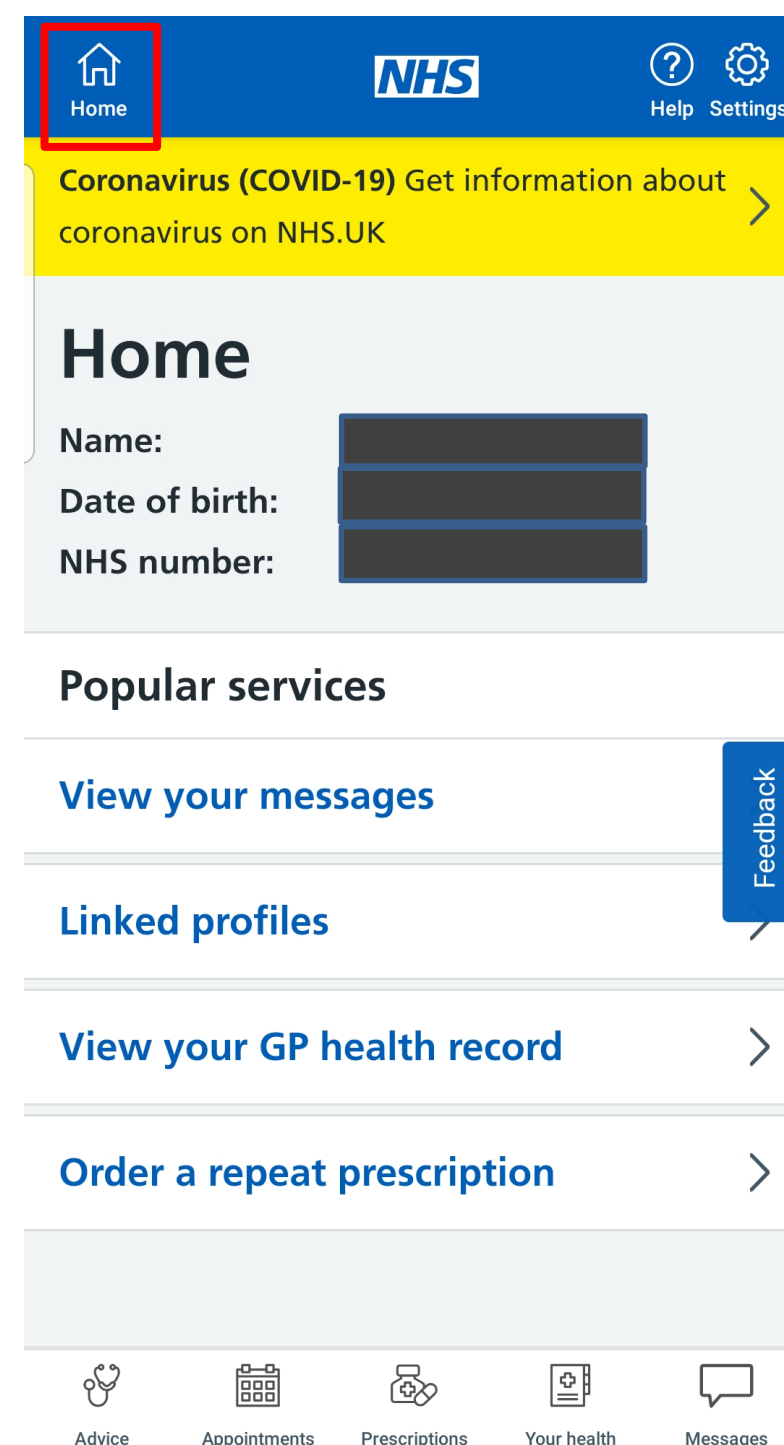 Home
NHS
Help Settings
Coronavirus (COVID-19) Get information about
coronavirus on NHS.UK
Home
Name:
Date of birth:
NHS number:
Popular services
View your messages
Feedback
Linked profiles
View your GP health record
Order a repeat prescription
Advice Appointments Prescriptions Your health Messages